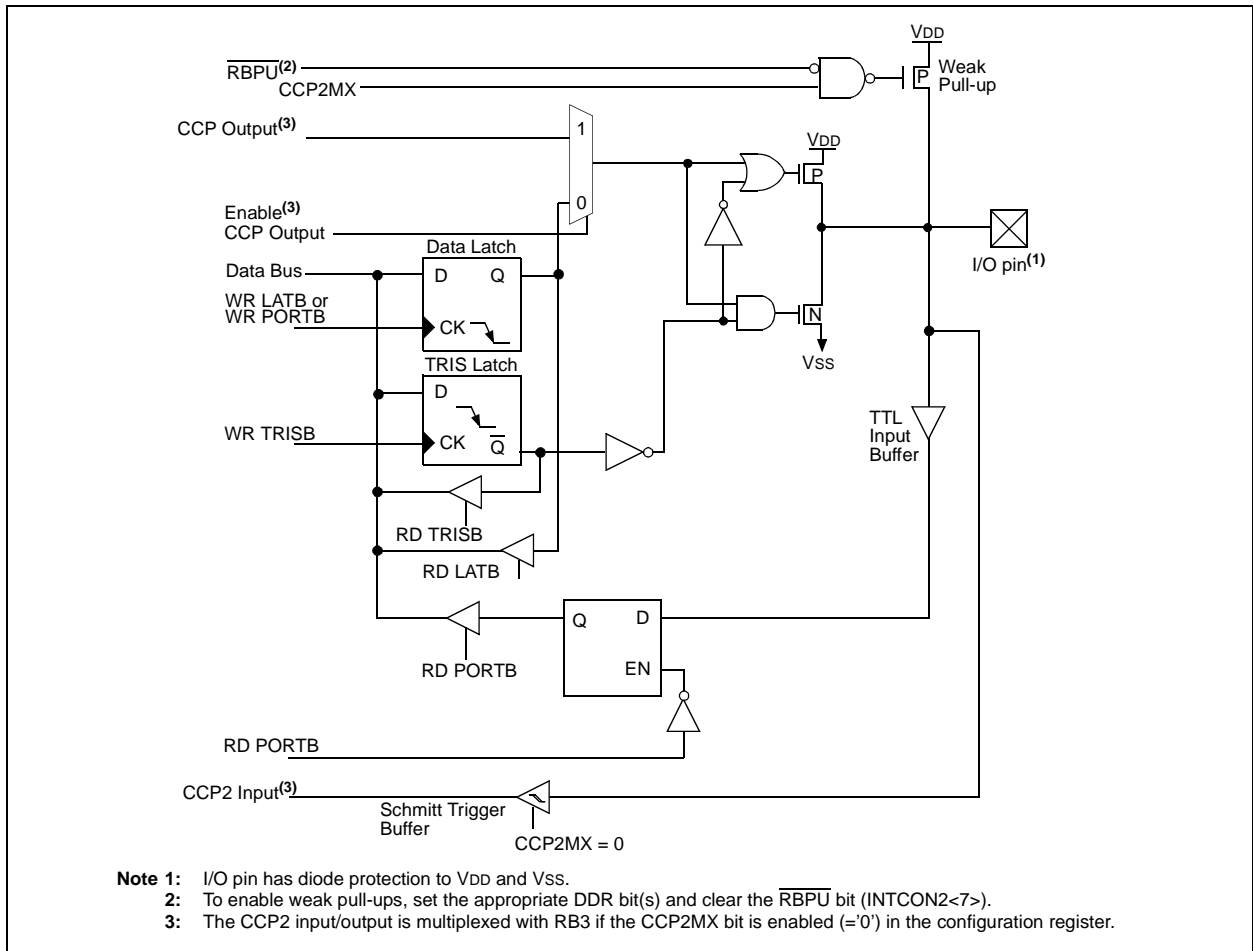 VDD
RBPU(2)
CCP2MX
P
Weak
Pull-up
CCP Output(3)
1
VDD
P
0
Enable(3)
CCP Output
Data Latch
Data Bus
D
Q
I/O pin(1)
WR LATB or
WR PORTB
CK
N
VSS
TRIS Latch
D
TTL
Input
Buffer
WR TRISB
CK
Q
RD TRISB
RD LATB
Q
D
RD PORTB
EN
RD PORTB
CCP2 Input(3)
Schmitt Trigger
Buffer
CCP2MX = 0
Note 1: I/O pin has diode protection to VDD and VSS.
2: To enable weak pull-ups, set the appropriate DDR bit(s) and clear the RBPU bit (INTCON2<7>).
3: The CCP2 input/output is multiplexed with RB3 if the CCP2MX bit is enabled (='0') in the configuration register.